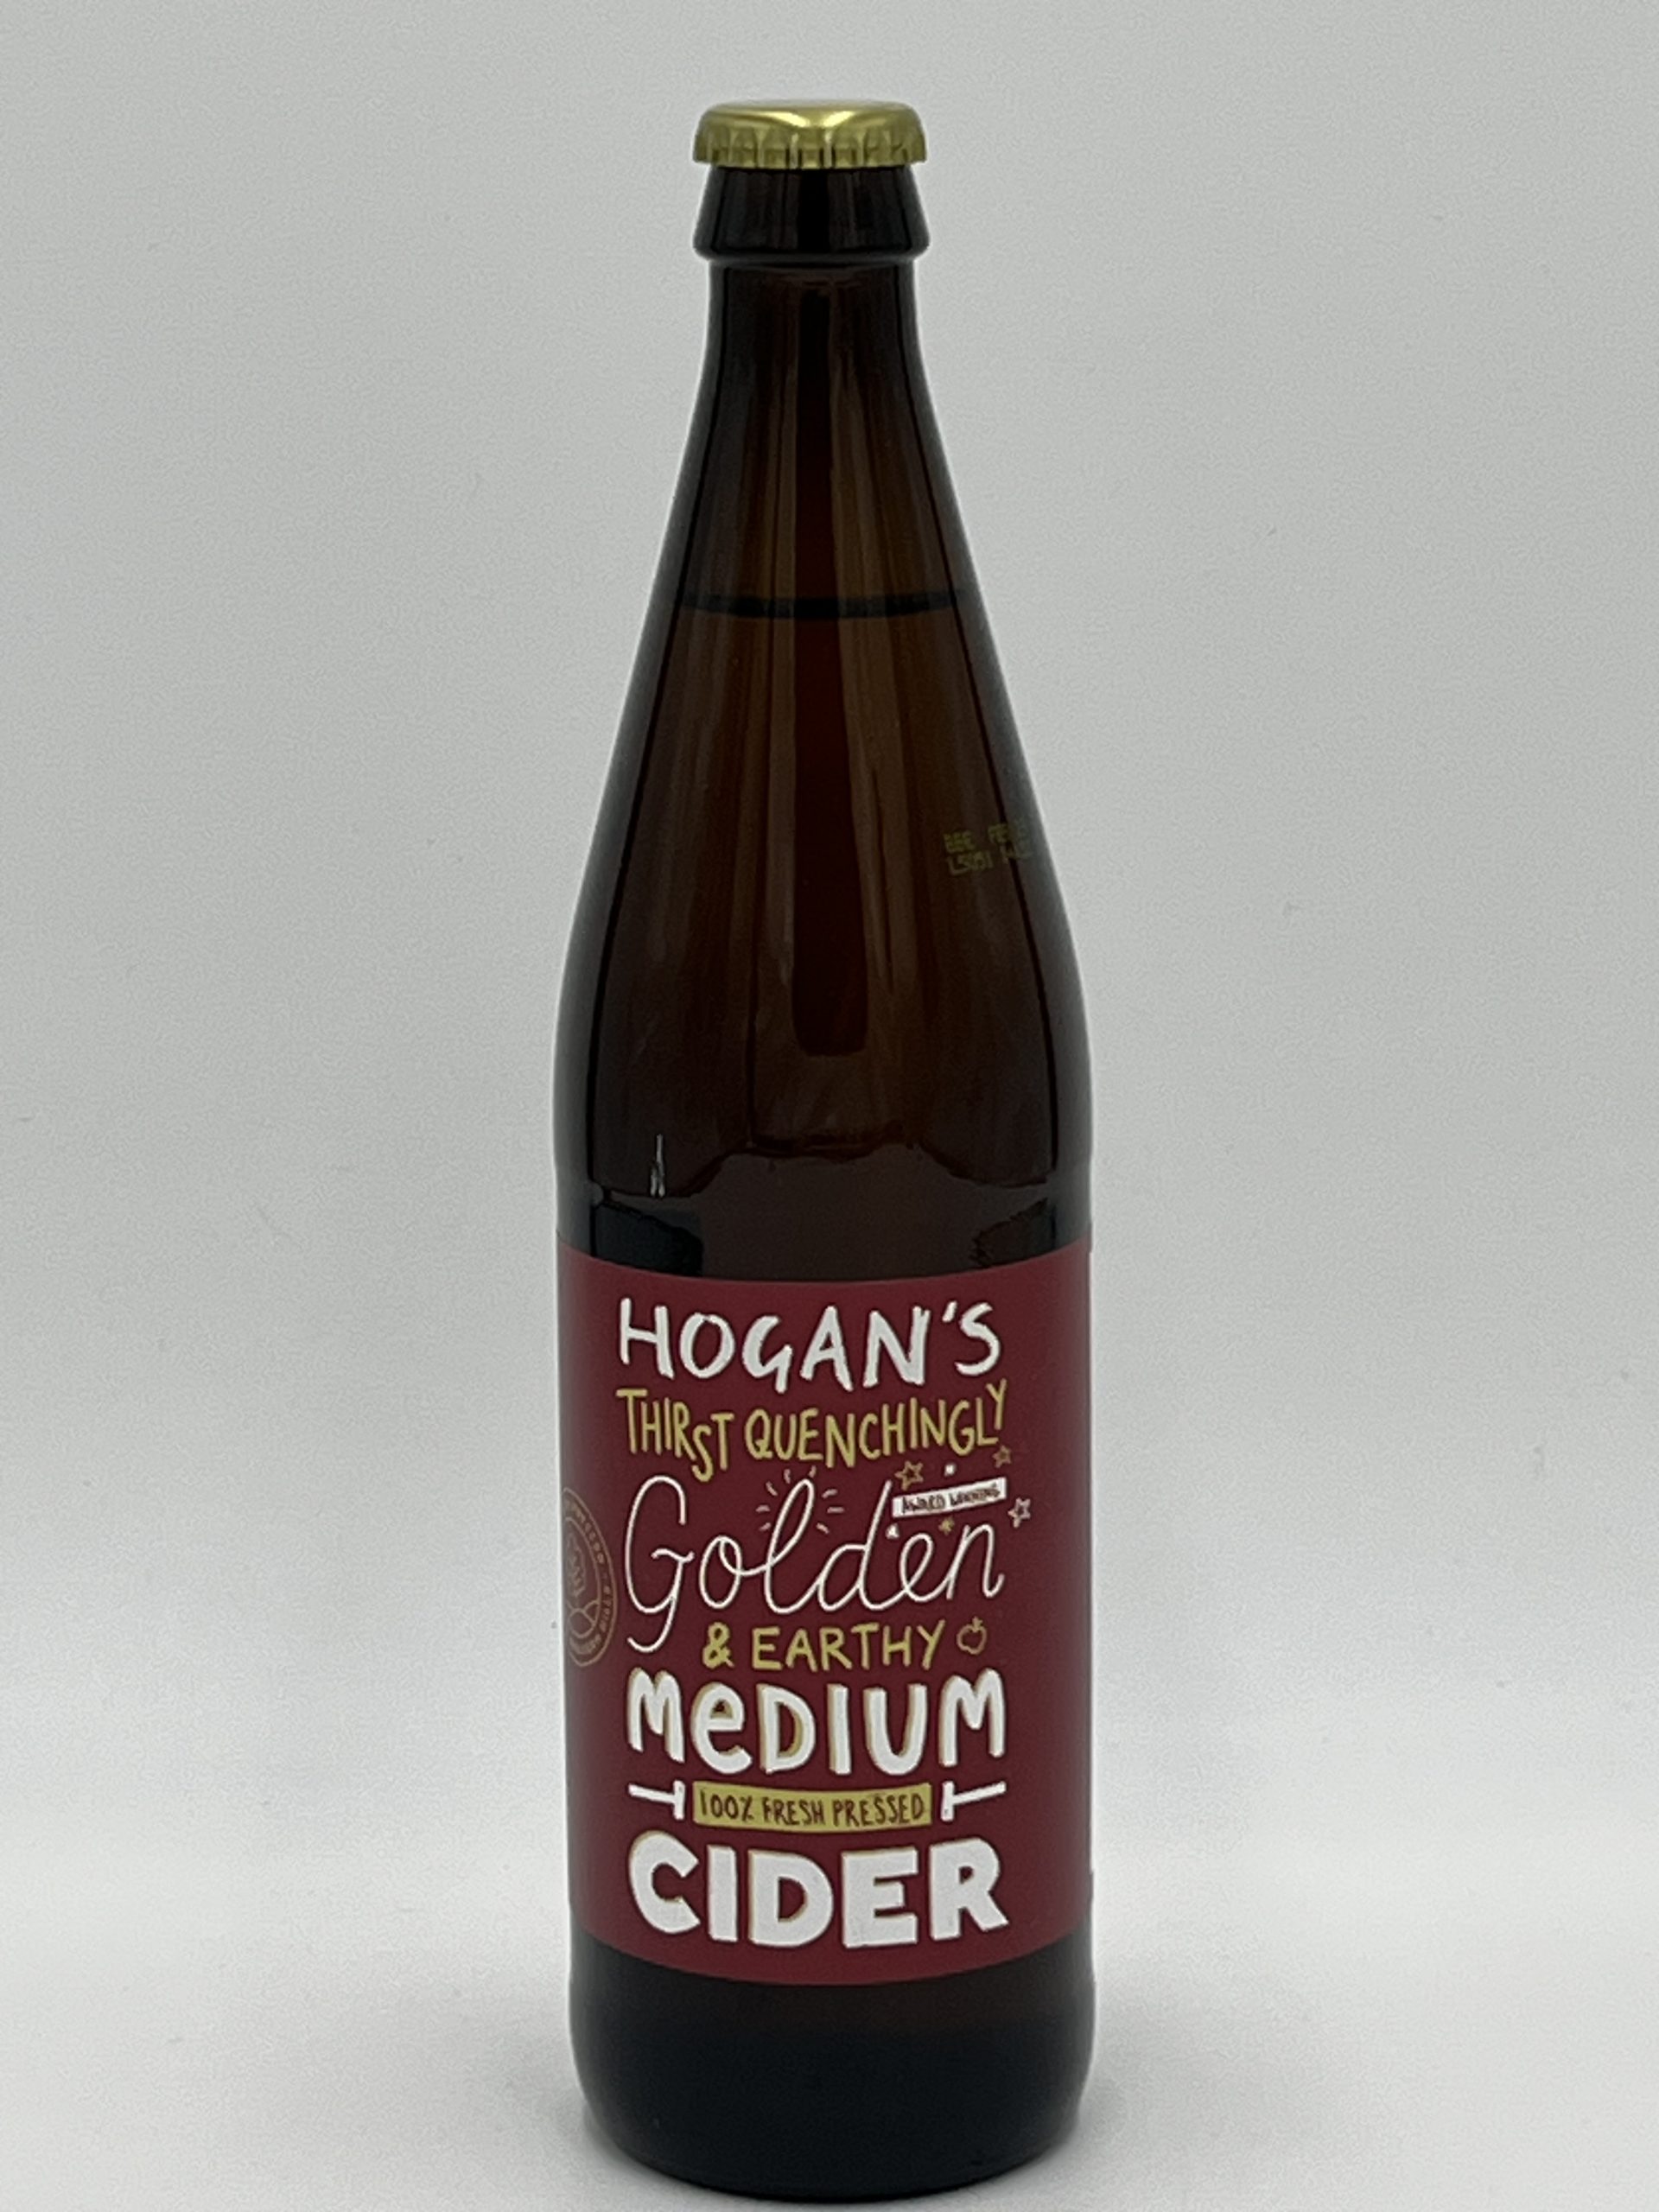 HOGAN'S
THIRST QUENCHINGLY
AWARD WINNING
Golden
& EARTHY
MeDIUM
100% FRESH PRESSED
CIDER